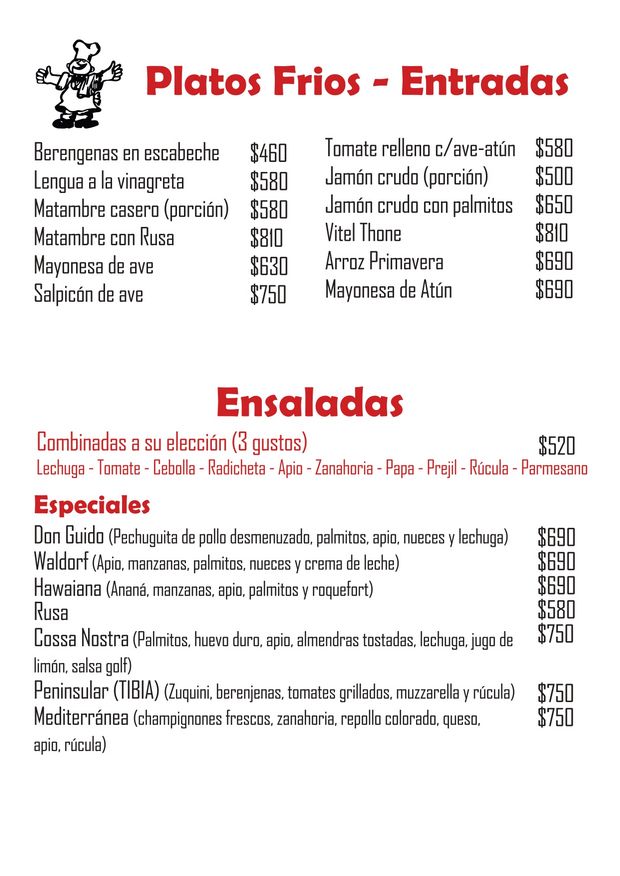 Platos Frios - Entradas
Berengenas en escabeche $460
Lengua a la vinagreta $580
Matambre casero (porción) $580
Matambre con Rusa $810
Mayonesa de ave $630
Salpicón de ave $750
Tomate relleno c/ave-atún $580
Jamón crudo (porción) $500
Jamón crudo con palmitos $650
Vitel Thone $810
Arroz Primavera $690
Mayonesa de Atún $690
Ensaladas
Combinadas a su elección (3 gustos) $520
Lechuga - Tomate - Cebolla - Radicheta - Apio - Zanahoria - Papa - Prejil - Rúcula - Parmesano
Especiales
Don Guido (Pechuguita de pollo desmenuzado, palmitos, apio, nueces y lechuga) $690
Waldorf (Apio, manzanas, palmitos, nueces y crema de leche) $690
Hawaiana (Ananá, manzanas, apio, palmitos y roquefort) $690
Rusa $580
Cossa Nostra (Palmitos, huevo duro, apio, almendras tostadas, lechuga, jugo de $750
limón, salsa golf)
Peninsular (TIBIA) (Zuquini, berenjenas, tomates grillados, muzzarella y rúcula) $750
Mediterránea (champignones frescos, zanahoria, repollo colorado, queso, $750
apio, rúcula)